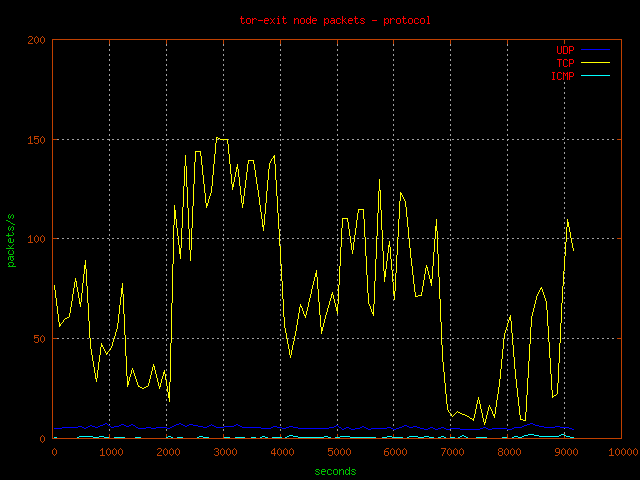 tor-exit node packets - protocol
200
150
100
50
0
packets/s
UDP
TCP
ICMP
0 1000 2000 3000 4000 5000 6000 7000 8000 9000 10000
seconds